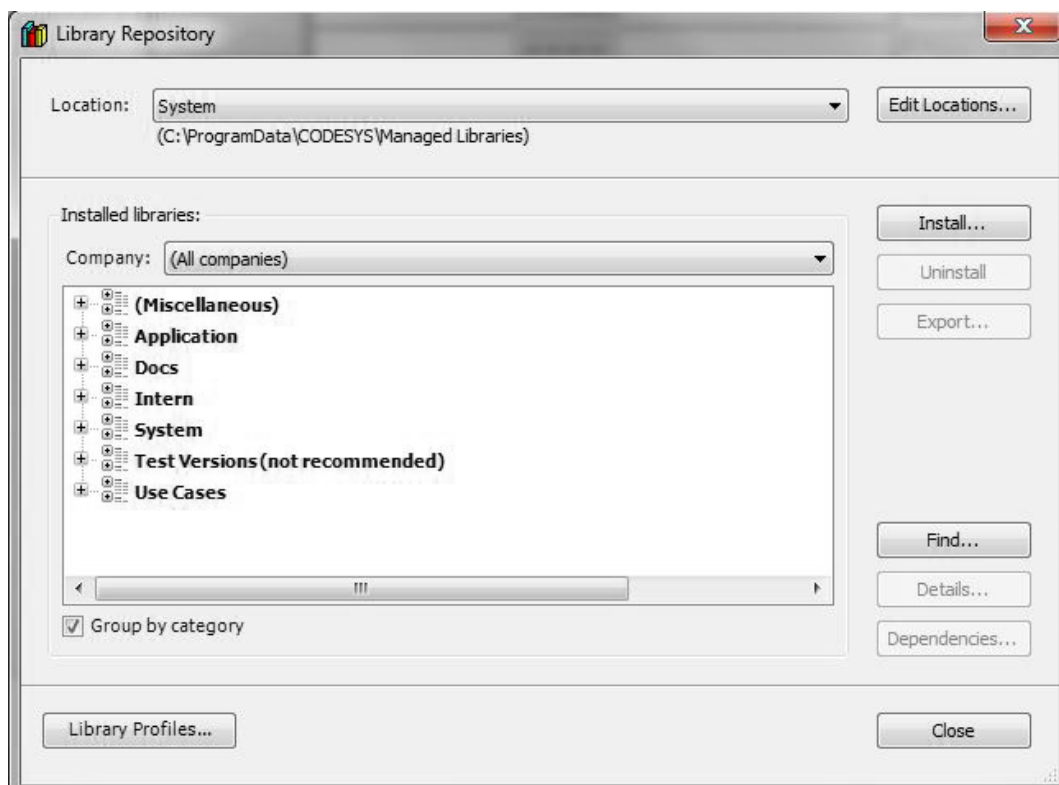 Library Repository
Location: System Edit Locations...
(C:\ProgramData\CODESYS\Managed Libraries)
Installed libraries:
Install...
Company: (All companies)
Uninstall
(Miscellaneous)
Export...
Application
Docs
Intern
System
Test Versions(not recommended)
Use Cases
Find...
Details...
Group by category
Dependencies...
Library Profiles... Close